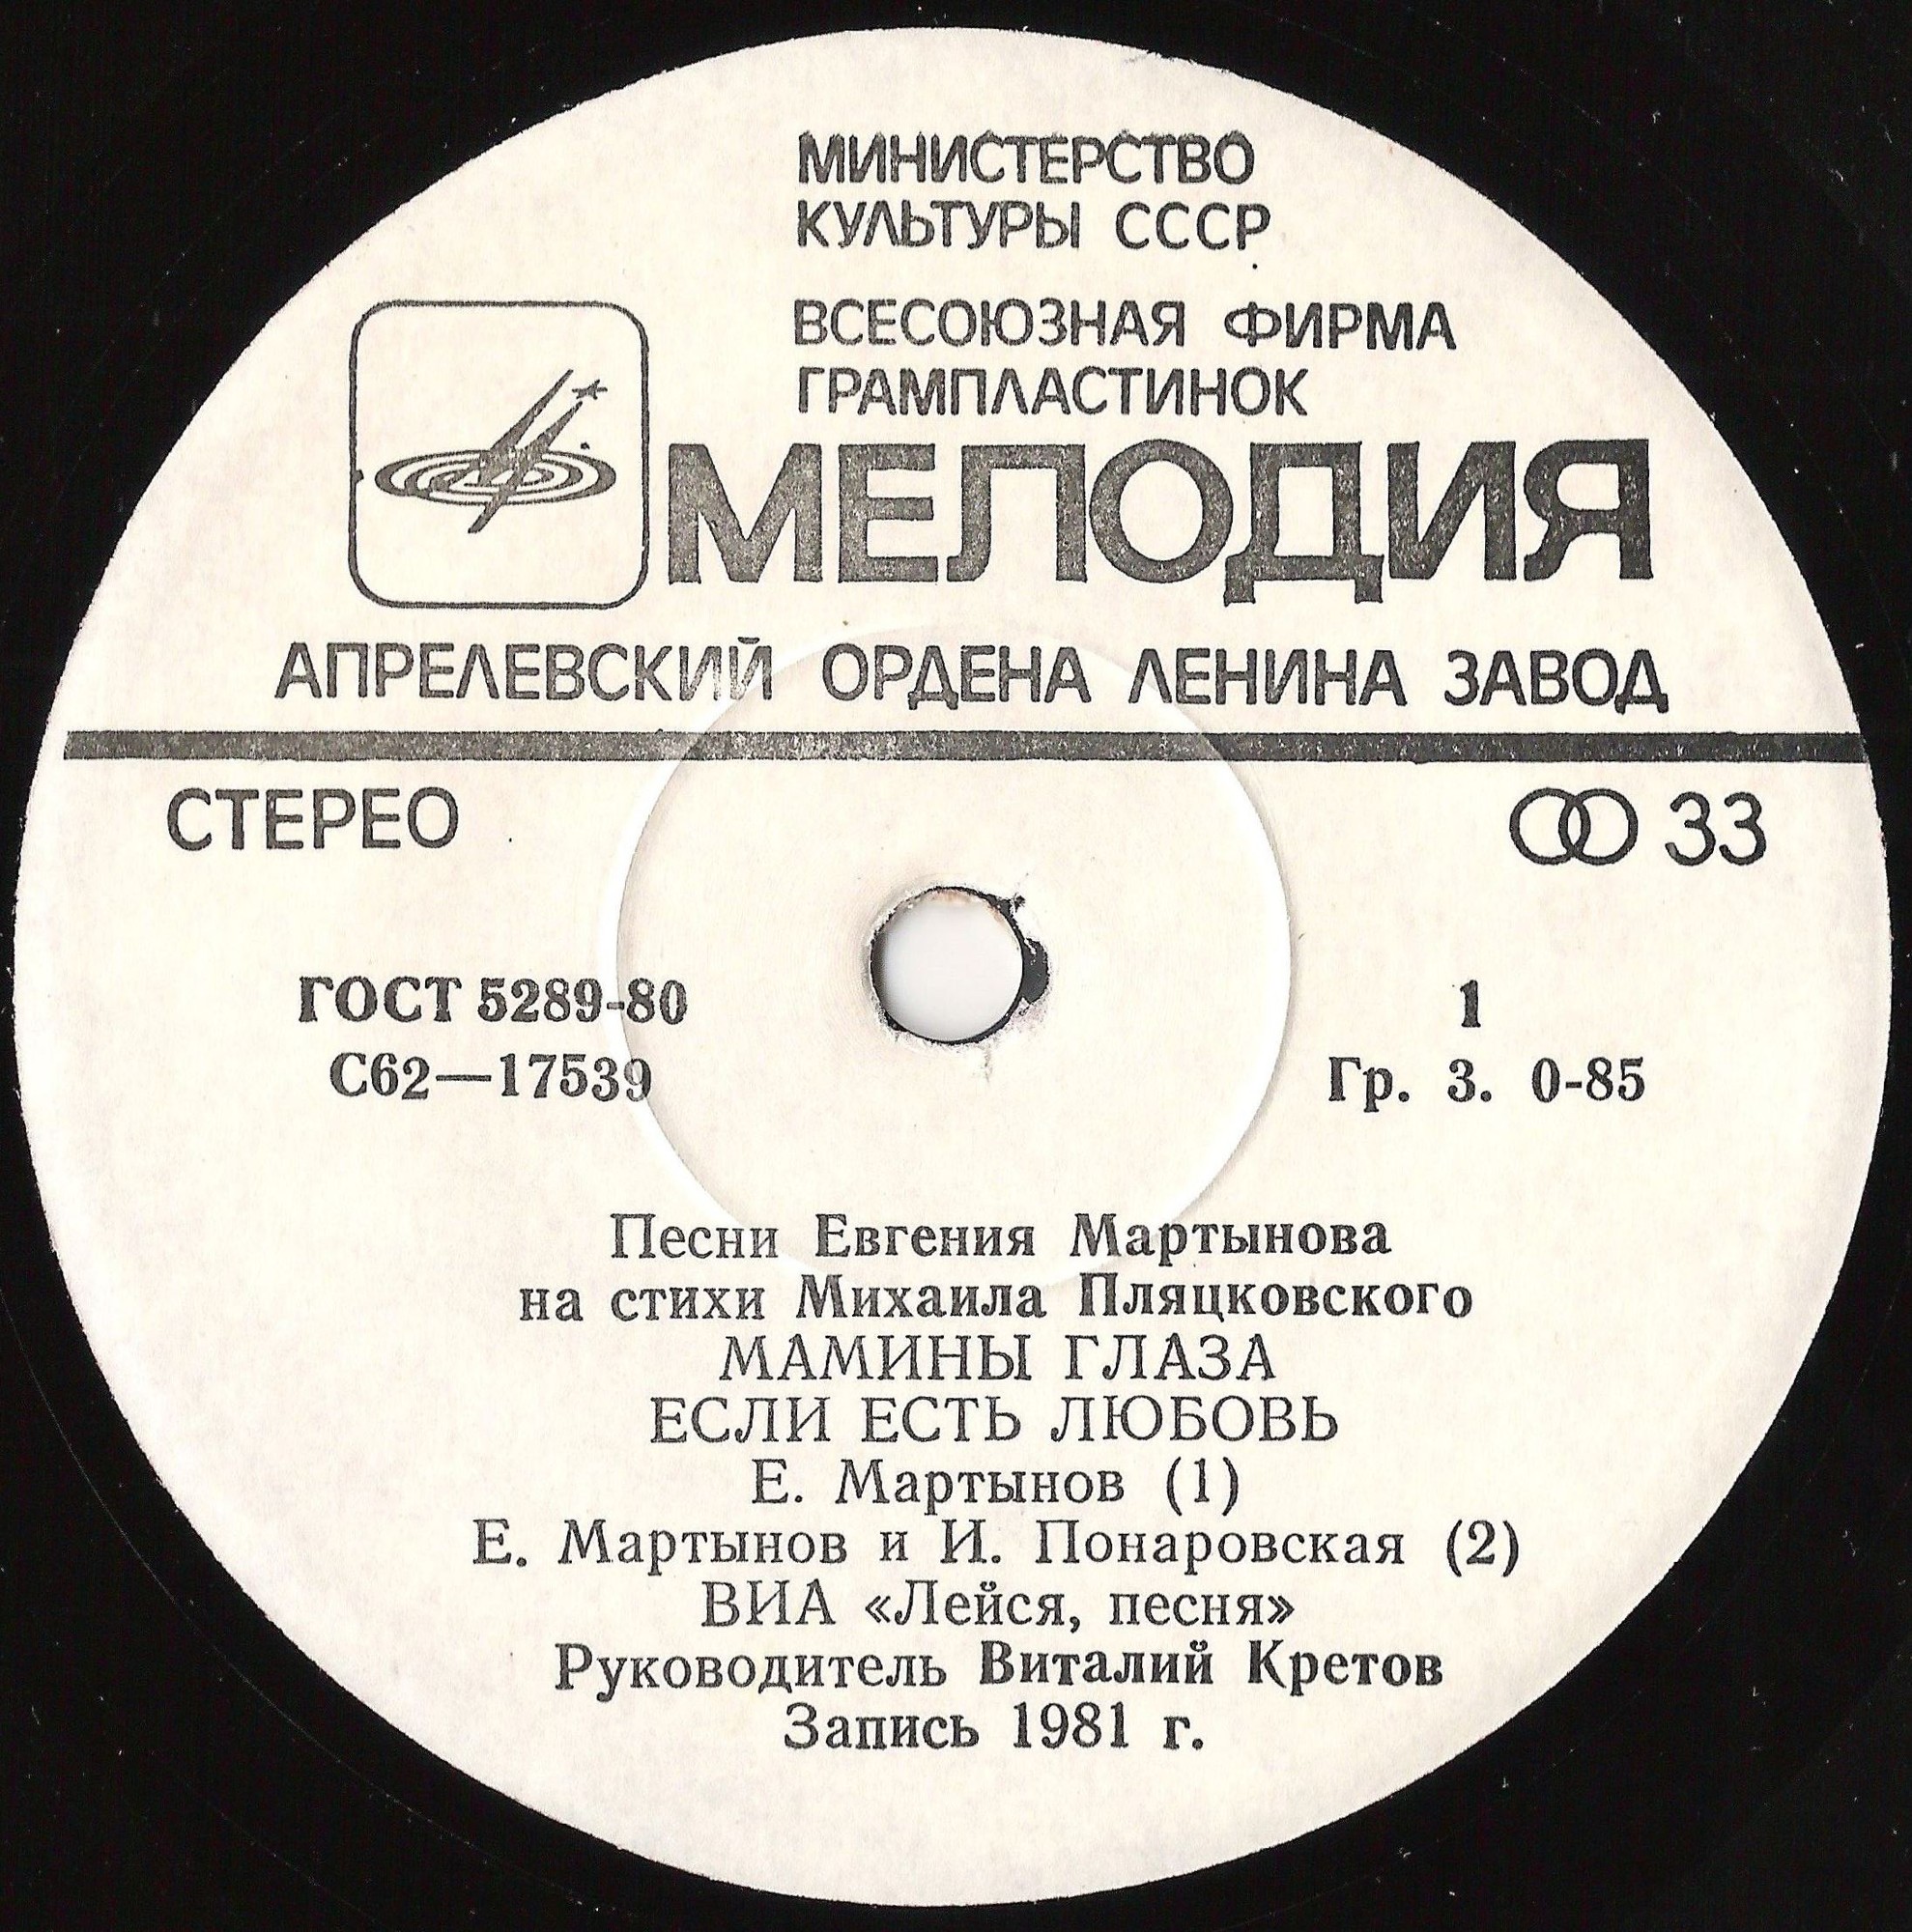 МИНИСТЕРСТВО
КУЛЬТУРЫ СССР
ВСЕСОЮЗНАЯ ФИРМА
ГРАМПЛАСТИНОК
МЕЛОДИЯ
АПРЕЛЕВСКИЙ ОРДЕНА ЛЕНИНА ЗАВОД
СТЕРЕО 33
ГОСТ 5289-80 1
С62—17539 Гр. 3. 0-85
Песни Евгения Мартынова
на стихи Михаила Пляцковского
МАМИНЫ ГЛАЗА
ЕСЛИ ЕСТЬ ЛЮБОВЬ
Е. Мартынов (1)
Е. Мартынов и И. Понаровская (2)
ВИА «Лейся, песня»
Руководитель Виталий Кретов
Запись 1981 г.